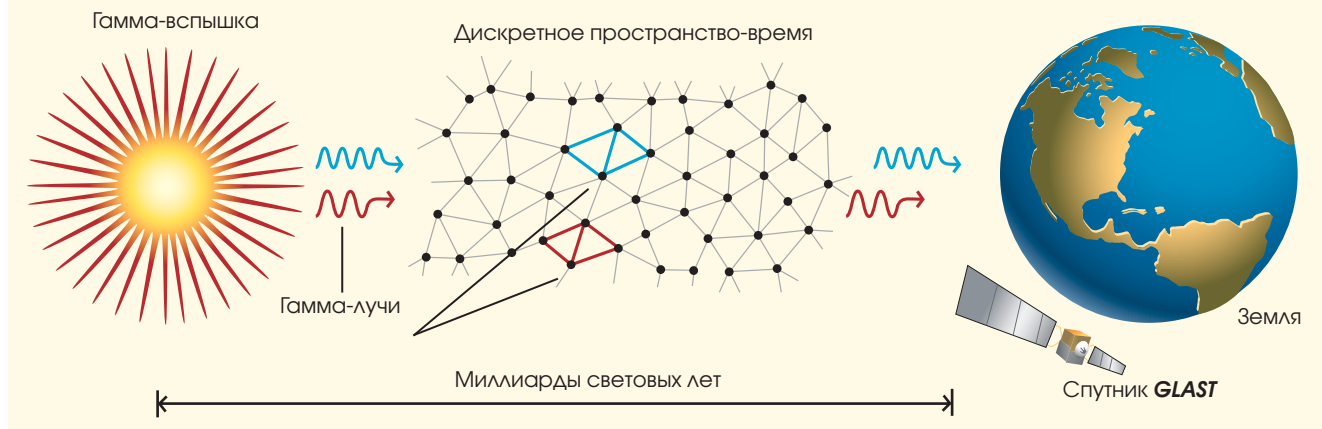 Гамма-вспышка
Дискретное пространство-время
Гамма-лучи
Земля
Миллиарды световых лет
Спутник GLAST